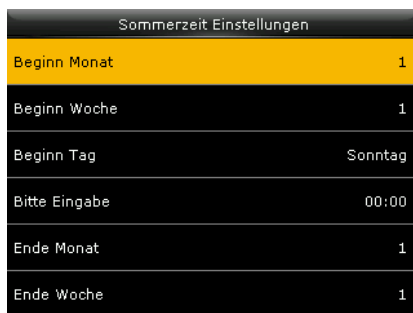 Sommerzeit Einstellungen
Beginn Monat 1
Beginn Woche 1
Beginn Tag Sonntag
Bitte Eingabe 00:00
Ende Monat 1
Ende Woche 1